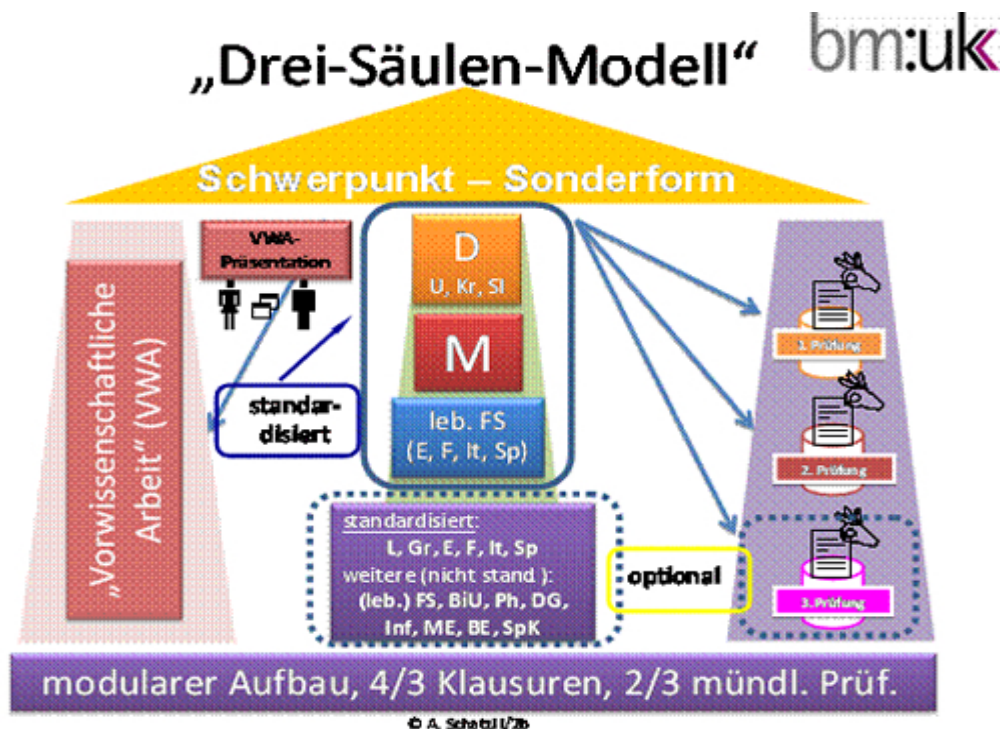 „Drei-Säulen-Modell“
bm:uk
Schwerpunkt – Sonderform
„Vorwissenschaftliche
Arbeit“ (VWA)
VWA-
Präsentation
standar-
disiert
D
U, Kr, Sl
M
leb. FS
(E, F, It, Sp)
standardisiert:
L, Gr, E, F, It, Sp
weitere (nicht stand ):
(leb.) FS, BiU, Ph, DG,
Inf, ME, BE, SpK
optional
1. Prüfung
2. Prüfung
3. Prüfung
modularer Aufbau, 4/3 Klausuren, 2/3 mündl. Prüf.
© A.